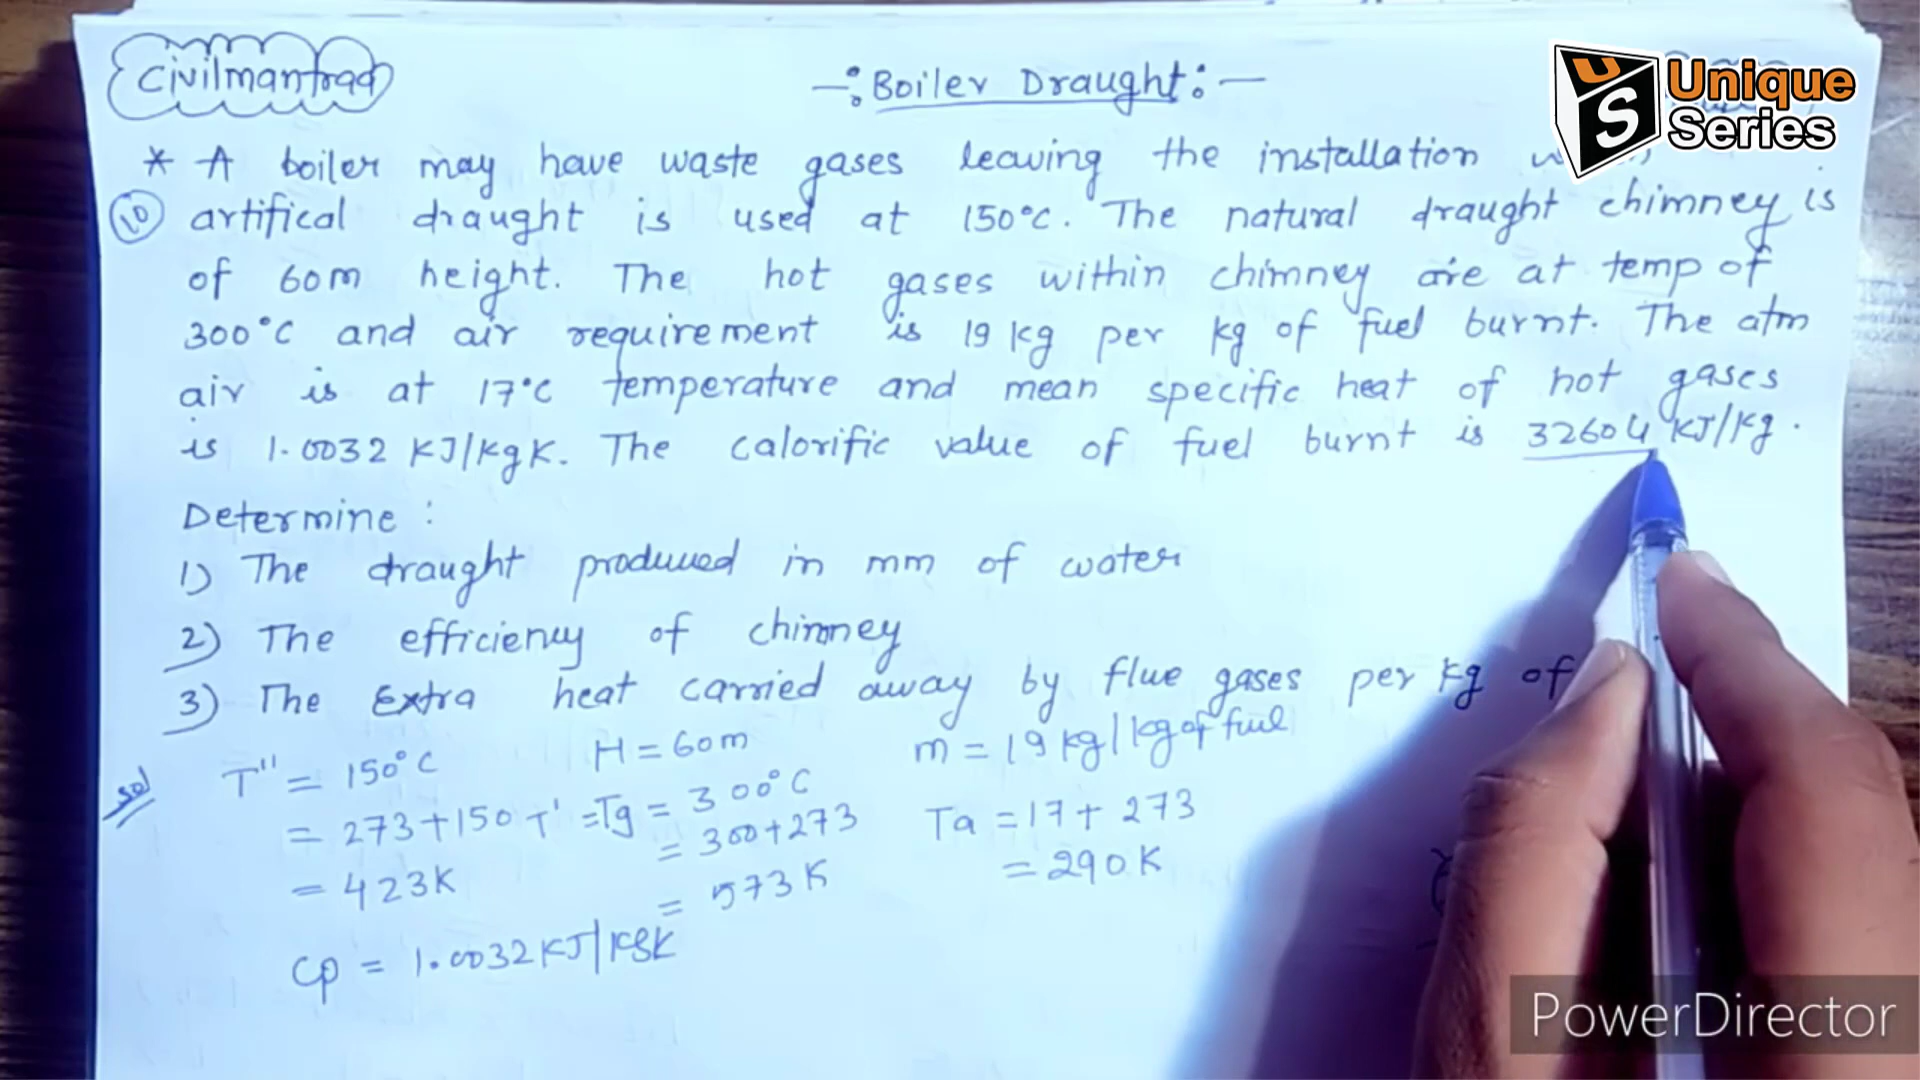 Civilmantraa
-: Boiler Draught :-
Unique
Series
US
* A boiler may have waste gases leaving the installation
10 artifical draught is used at 150°C. The natural draught chimney is
of 60m height. The hot gases within chimney are at temp of
300°C and air requirement is 19 kg per kg of fuel burnt. The atm
air is at 17°C temperature and mean specific heat of hot gases
is 1.0032 KJ/kgK. The calorific value of fuel burnt is 32604 KJ/kg.
Determine :
1) The draught produced in mm of water
2) The efficiency of chimney
3) The Extra heat carried away by flue gases per kg of
Sol T" = 150°C H = 60m m = 19 kg/kg of fuel
= 273+150 T' = Tg = 300°C Ta = 17+273
= 423K = 300+273 = 290K
= 573K
Cp = 1.0032 KJ/kgK
PowerDirector